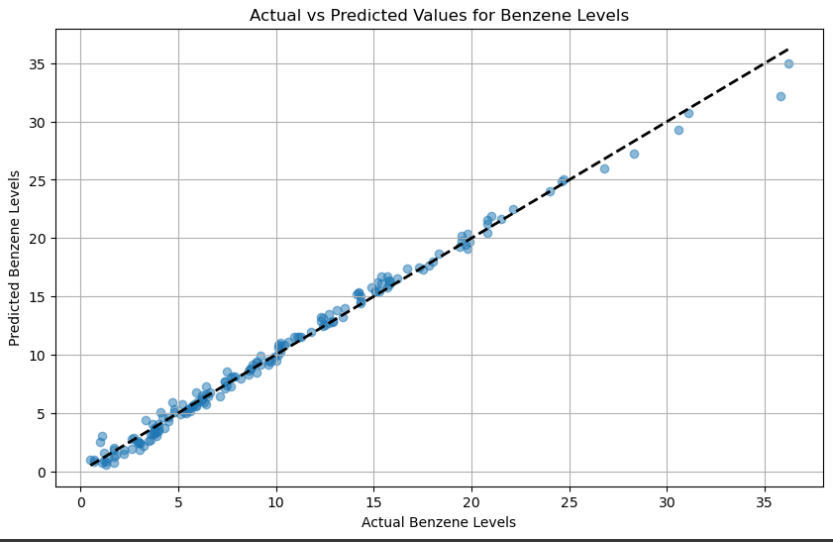 Actual vs Predicted Values for Benzene Levels
35
30
25
20
15
10
5
0
Predicted Benzene Levels
0 5 10 15 20 25 30 35
Actual Benzene Levels